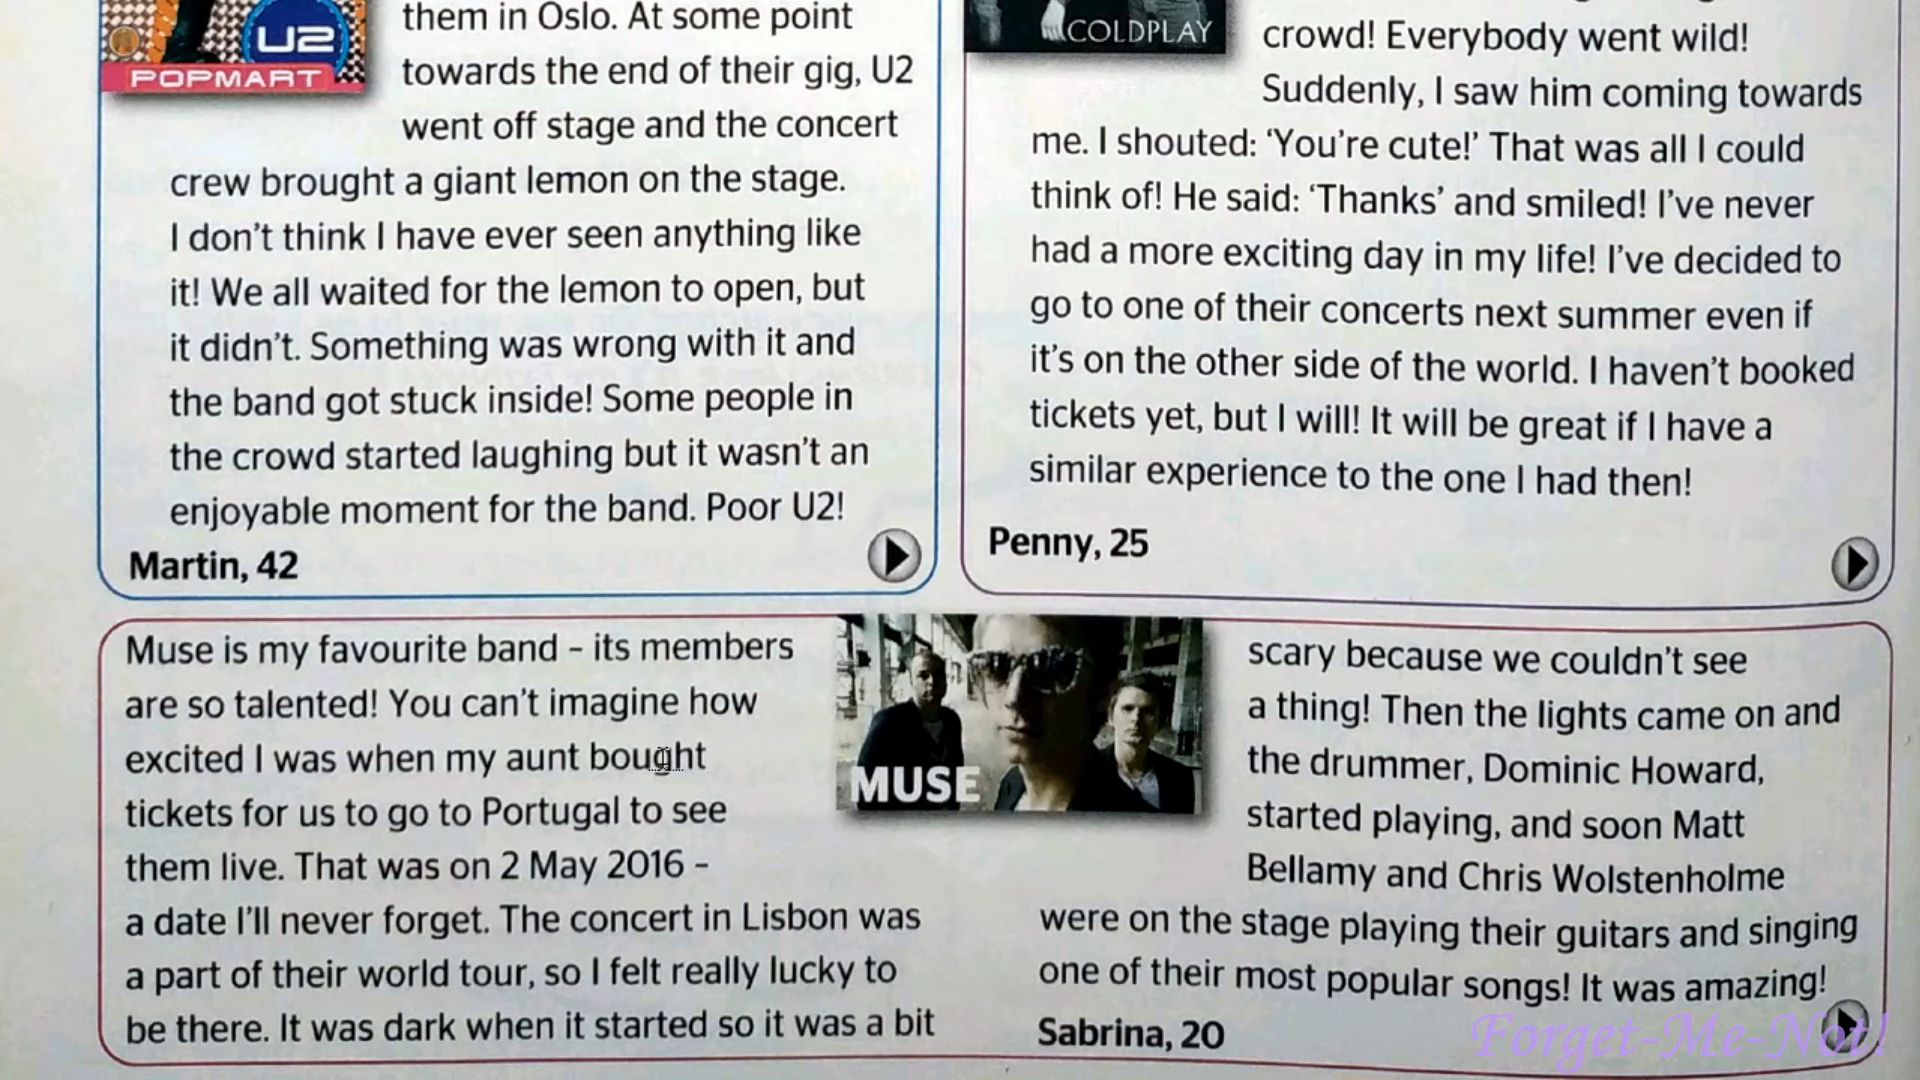 U2
POPMART
them in Oslo. At some point
towards the end of their gig, U2
went off stage and the concert
crew brought a giant lemon on the stage.
I don't think I have ever seen anything like
it! We all waited for the lemon to open, but
it didn't. Something was wrong with it and
the band got stuck inside! Some people in
the crowd started laughing but it wasn't an
enjoyable moment for the band. Poor U2!
Martin, 42
COLDPLAY
crowd! Everybody went wild!
Suddenly, I saw him coming towards
me. I shouted: ‘You're cute!’ That was all I could
think of! He said: ‘Thanks’ and smiled! I've never
had a more exciting day in my life! I've decided to
go to one of their concerts next summer even if
it's on the other side of the world. I haven't booked
tickets yet, but I will! It will be great if I have a
similar experience to the one I had then!
Penny, 25
Muse is my favourite band – its members
are so talented! You can't imagine how
excited I was when my aunt bought
tickets for us to go to Portugal to see
them live. That was on 2 May 2016 –
a date I'll never forget. The concert in Lisbon was
a part of their world tour, so I felt really lucky to
be there. It was dark when it started so it was a bit
MUSE
scary because we couldn't see
a thing! Then the lights came on and
the drummer, Dominic Howard,
started playing, and soon Matt
Bellamy and Chris Wolstenholme
were on the stage playing their guitars and singing
one of their most popular songs! It was amazing!
Sabrina, 20
Forget-Me-Not!